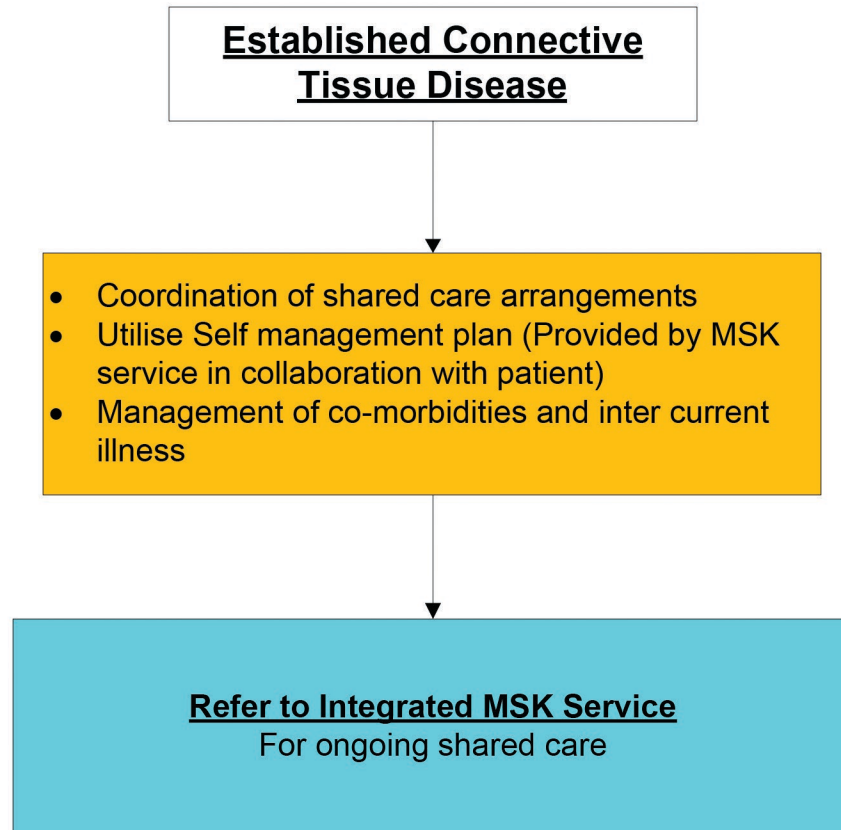 Established Connective
Tissue Disease
• Coordination of shared care arrangements
• Utilise Self management plan (Provided by MSK
service in collaboration with patient)
• Management of co-morbidities and inter current
illness
Refer to Integrated MSK Service
For ongoing shared care